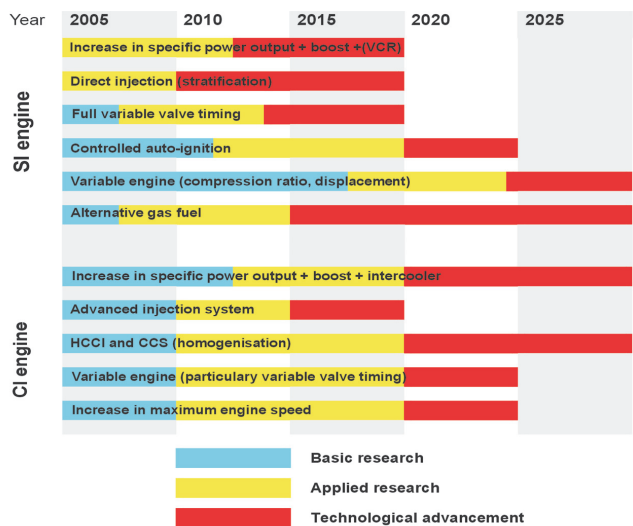 Year 2005 2010 2015 2020 2025
SI engine
Increase in specific power output + boost +(VCR)
Direct injection (stratification)
Full variable valve timing
Controlled auto-ignition
Variable engine (compression ratio, displacement)
Alternative gas fuel
CI engine
Increase in specific power output + boost + intercooler
Advanced injection system
HCCI and CCS (homogenisation)
Variable engine (particulary variable valve timing)
Increase in maximum engine speed
Basic research
Applied research
Technological advancement